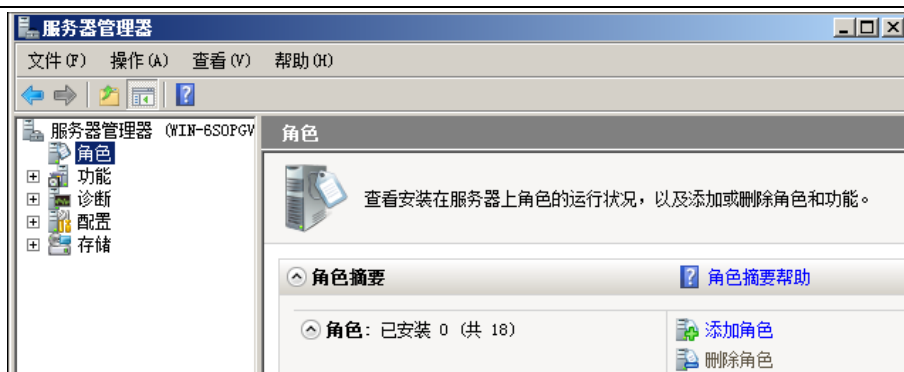 服务器管理器
文件(F) 操作(A) 查看(V) 帮助(H)
服务器管理器 (WIN-6SOPGV
角色
功能
诊断
配置
存储
角色
查看安装在服务器上角色的运行状况，以及添加或删除角色和功能。
角色摘要
角色摘要帮助
角色：已安装 0 (共 18)
添加角色
删除角色